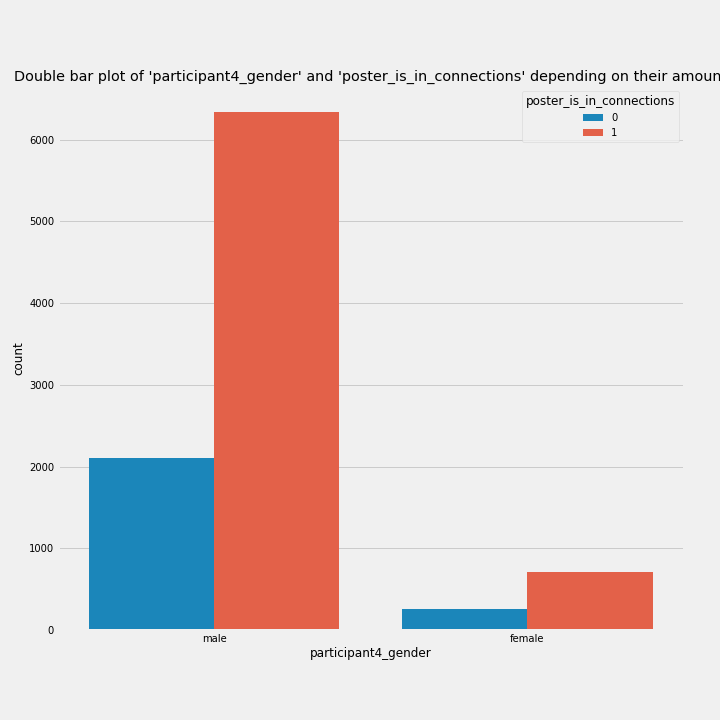 Double bar plot of 'participant4_gender' and 'poster_is_in_connections' depending on their amoun
poster_is_in_connections
0
1
6000
5000
4000
3000
2000
1000
0
count
male
female
participant4_gender